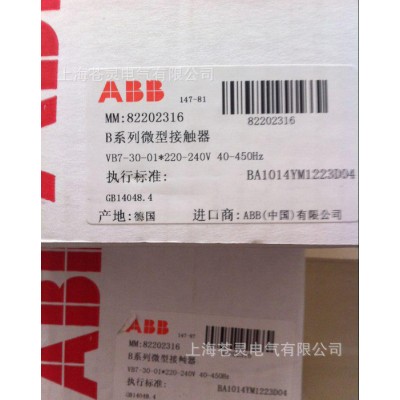 上海苍灵电气有限公司
ABB
147-81
MM:82202316
82202316
B系列微型接触器
VB7-30-01*220-240V 40-450Hz
执行标准:
BA1014YM1223D04
GB14048.4
产地:德国
进口商:ABB(中国)有限公司
ABB
MM:82202316
82202316
B系列微型接触器
上海苍灵电气有限公司
VB7-30-01*220-240V 40-450Hz
执行标准:
BA1014YM1223D04
GB14048.4